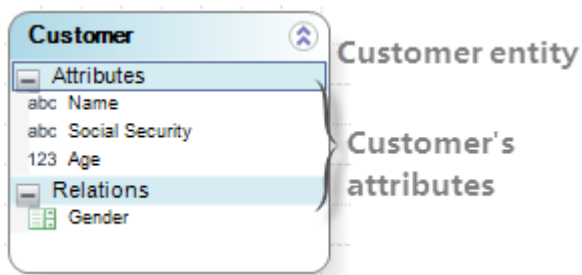 Customer
Customer entity
Attributes
abc Name
abc Social Security
123 Age
Customer's
attributes
Relations
Gender